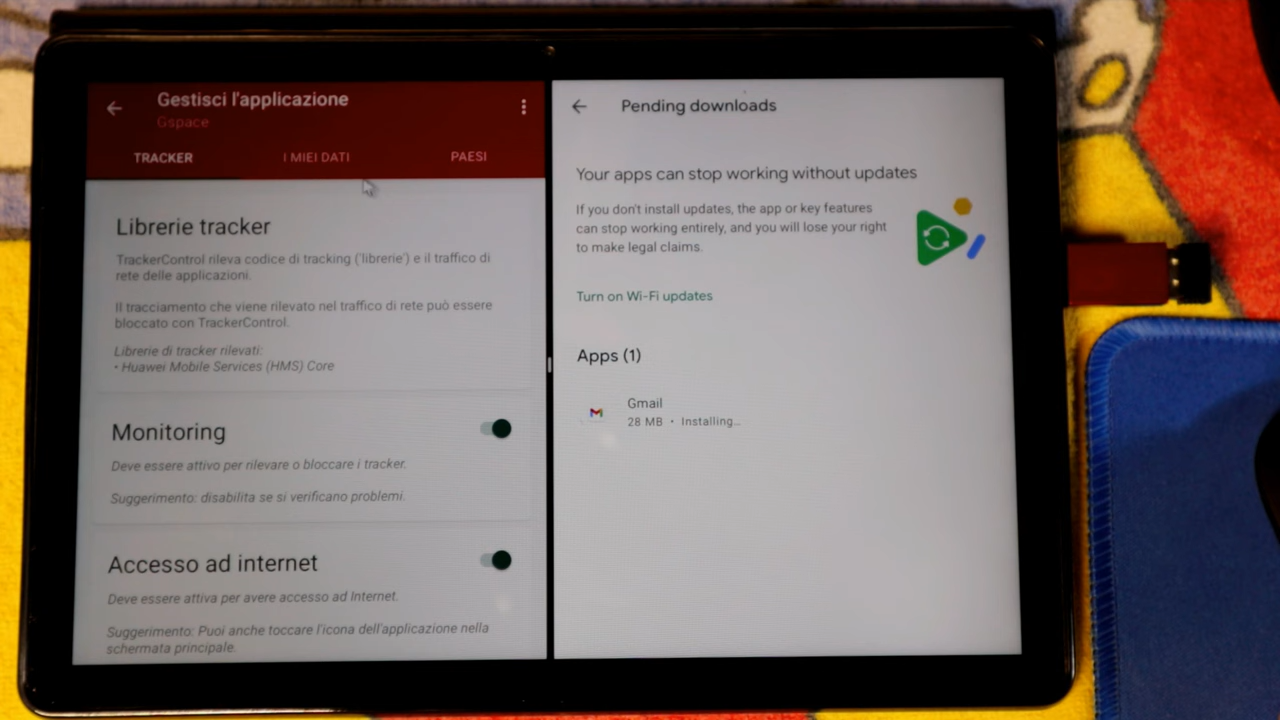 Gestisci l'applicazione
Gspace
TRACKER
I MIEI DATI
PAESI
Librerie tracker
TrackerControl rileva codice di tracking ('librerie') e il traffico di
rete delle applicazioni.
Il tracciamento che viene rilevato nel traffico di rete può essere
bloccato con TrackerControl.
Librerie di tracker rilevati:
• Huawei Mobile Services (HMS) Core
Monitoring
Deve essere attivo per rilevare o bloccare i tracker.
Suggerimento: disabilita se si verificano problemi.
Accesso ad internet
Deve essere attiva per avere accesso ad Internet.
Suggerimento: Puoi anche toccare l'icona dell'applicazione nella
schermata principale.
Pending downloads
Your apps can stop working without updates
If you don't install updates, the app or key features
can stop working entirely, and you will lose your right
to make legal claims.
Turn on Wi-Fi updates
Apps (1)
Gmail
28 MB • Installing...